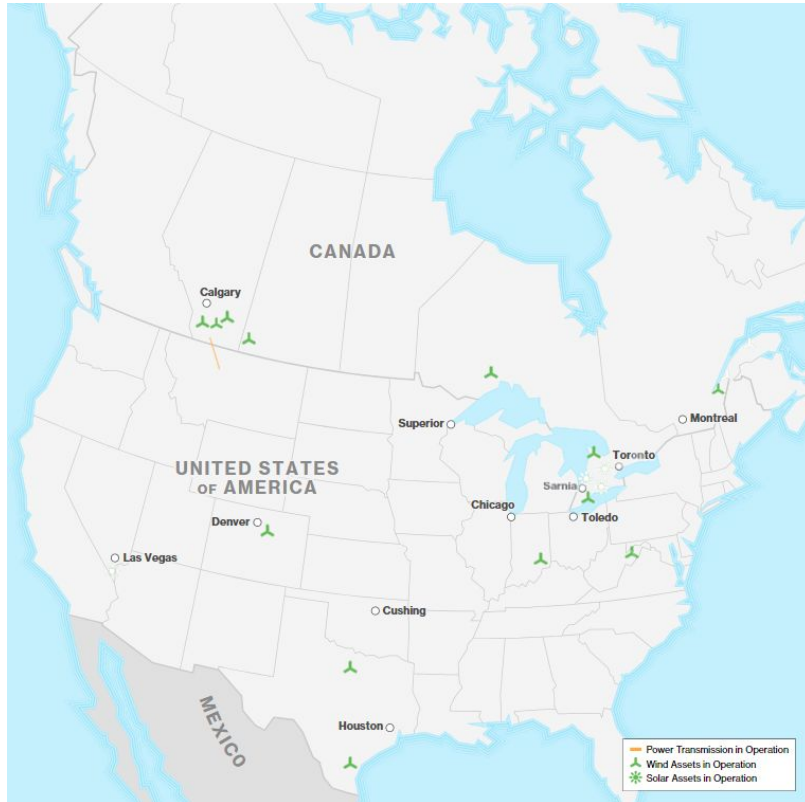 CANADA
Calgary
Superior
Montreal
Toronto
UNITED STATES
OF AMERICA
Sarnia
Chicago
Denver
Toledo
Las Vegas
Cushing
MEXICO
Houston
Power Transmission in Operation
Wind Assets in Operation
Solar Assets in Operation